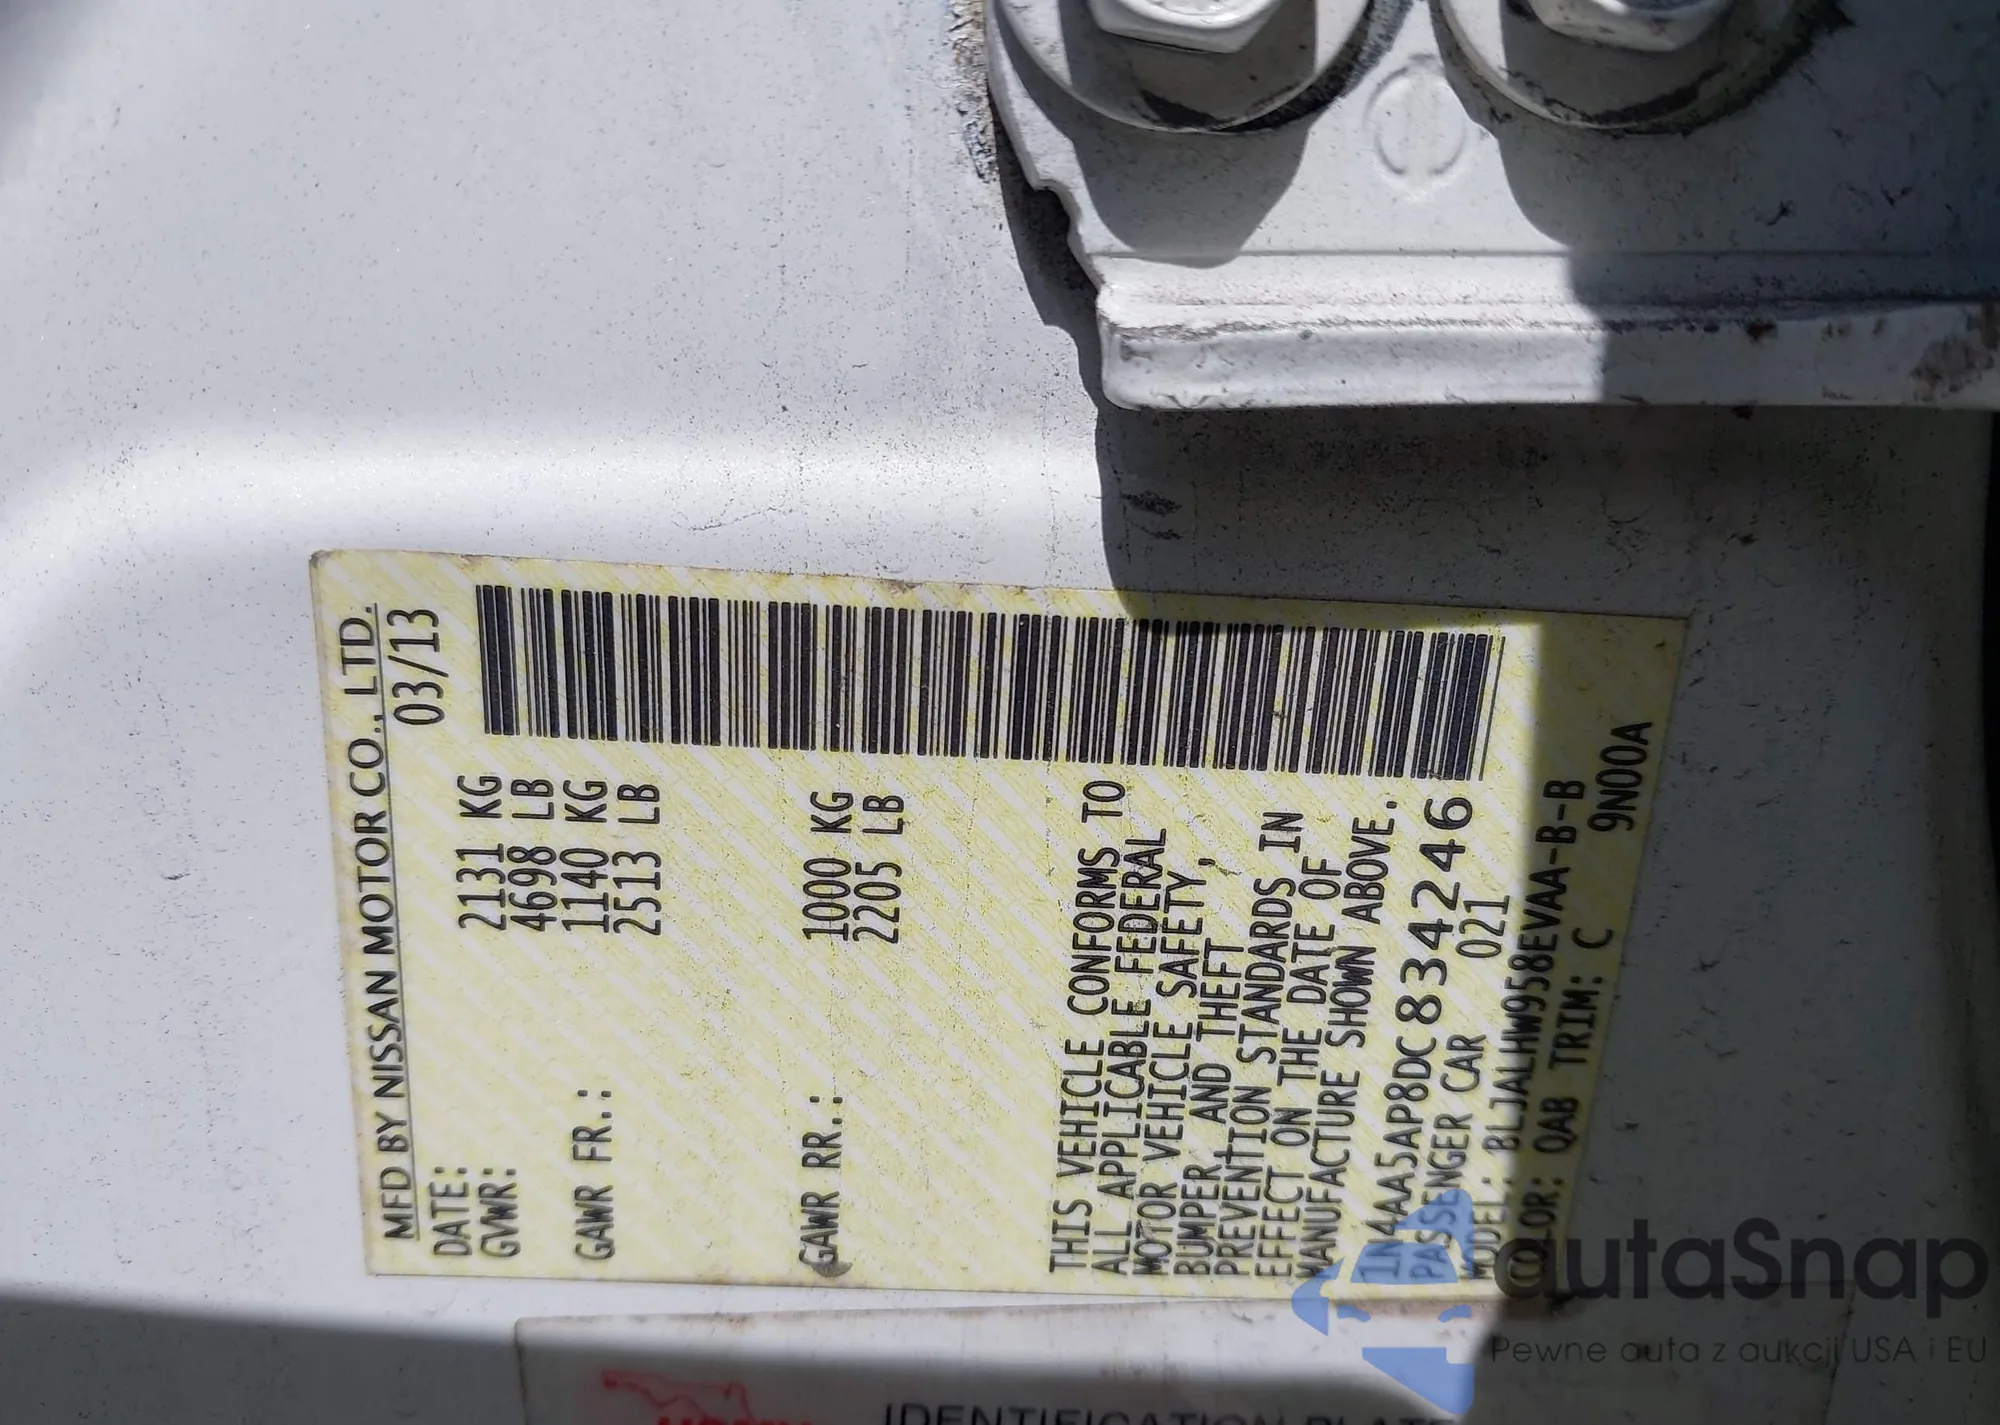 MFD BY NISSAN MOTOR CO., LTD.
DATE: 03/13
GVWR: 2131 KG
4698 LB
GAWR FR.: 1140 KG
2513 LB
GAWR RR.: 1000 KG
2205 LB
THIS VEHICLE CONFORMS TO
ALL APPLICABLE FEDERAL
MOTOR VEHICLE SAFETY,
BUMPER AND THEFT
PREVENTION STANDARDS IN
EFFECT ON THE DATE OF
MANUFACTURE SHOWN ABOVE.
1N4AA5AP8DC834246
PASSENGER CAR 021
MODEL: BLJALHW958EVAA-B-B
COLOR: QAB TRIM: C 9N00A
IDENTIFICATION PLATE
autaSnap
Pewne auta z aukcji USA i EU